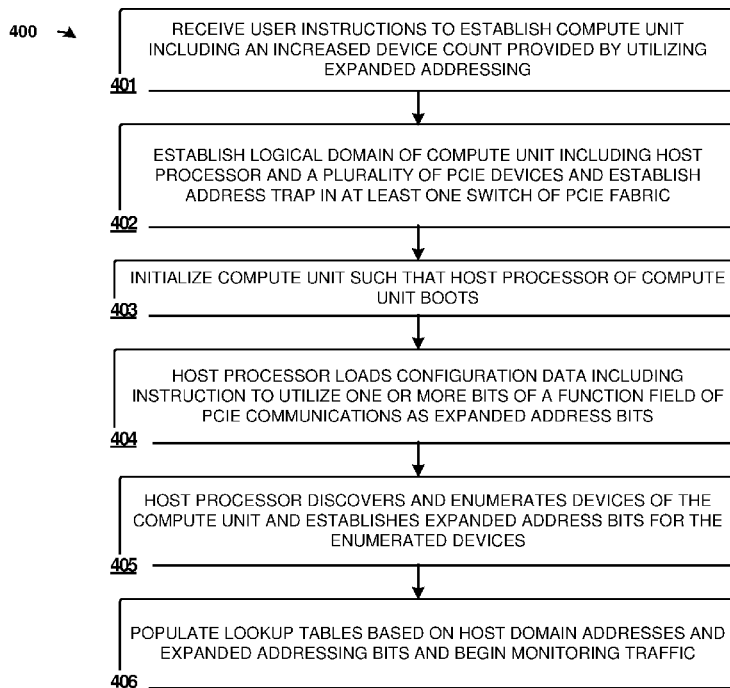 400
RECEIVE USER INSTRUCTIONS TO ESTABLISH COMPUTE UNIT
INCLUDING AN INCREASED DEVICE COUNT PROVIDED BY UTILIZING
EXPANDED ADDRESSING
401
ESTABLISH LOGICAL DOMAIN OF COMPUTE UNIT INCLUDING HOST
PROCESSOR AND A PLURALITY OF PCIE DEVICES AND ESTABLISH
ADDRESS TRAP IN AT LEAST ONE SWITCH OF PCIE FABRIC
402
INITIALIZE COMPUTE UNIT SUCH THAT HOST PROCESSOR OF COMPUTE
UNIT BOOTS
403
HOST PROCESSOR LOADS CONFIGURATION DATA INCLUDING
INSTRUCTION TO UTILIZE ONE OR MORE BITS OF A FUNCTION FIELD OF
PCIE COMMUNICATIONS AS EXPANDED ADDRESS BITS
404
HOST PROCESSOR DISCOVERS AND ENUMERATES DEVICES OF THE
COMPUTE UNIT AND ESTABLISHES EXPANDED ADDRESS BITS FOR THE
ENUMERATED DEVICES
405
POPULATE LOOKUP TABLES BASED ON HOST DOMAIN ADDRESSES AND
EXPANDED ADDRESSING BITS AND BEGIN MONITORING TRAFFIC
406